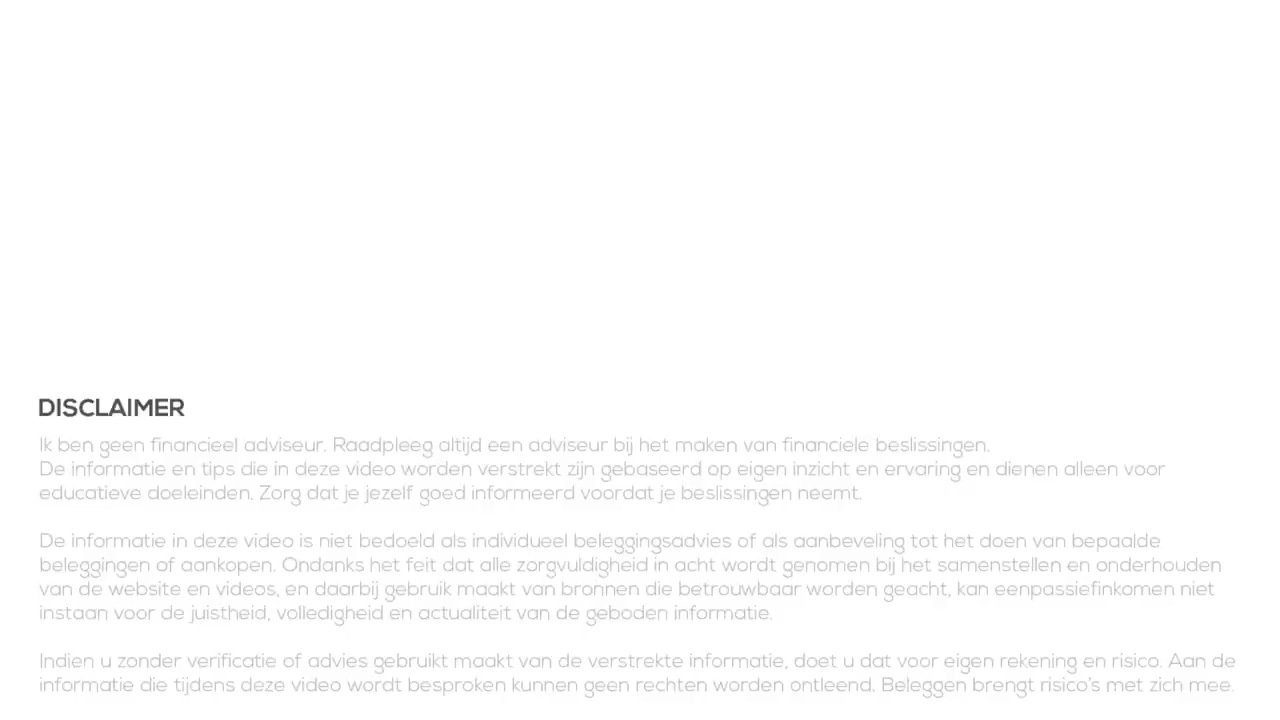 DISCLAIMER
Ik ben geen financieel adviseur. Raadpleeg altijd een adviseur bij het maken van financiele beslissingen.
De informatie en tips die in deze video worden verstrekt zijn gebaseerd op eigen inzicht en ervaring en dienen alleen voor
educatieve doeleinden. Zorg dat je jezelf goed informeerd voordat je beslissingen neemt.
De informatie in deze video is niet bedoeld als individueel beleggingsadvies of als aanbeveling tot het doen van bepaalde
beleggingen of aankopen. Ondanks het feit dat alle zorgvuldigheid in acht wordt genomen bij het samenstellen en onderhouden
van de website en videos, en daarbij gebruik maakt van bronnen die betrouwbaar worden geacht, kan eenpassiefinkomen niet
instaan voor de juistheid, volledigheid en actualiteit van de geboden informatie.
Indien u zonder verificatie of advies gebruikt maakt van de verstrekte informatie, doet u dat voor eigen rekening en risico. Aan de
informatie die tijdens deze video wordt besproken kunnen geen rechten worden ontleend. Beleggen brengt risico's met zich mee.